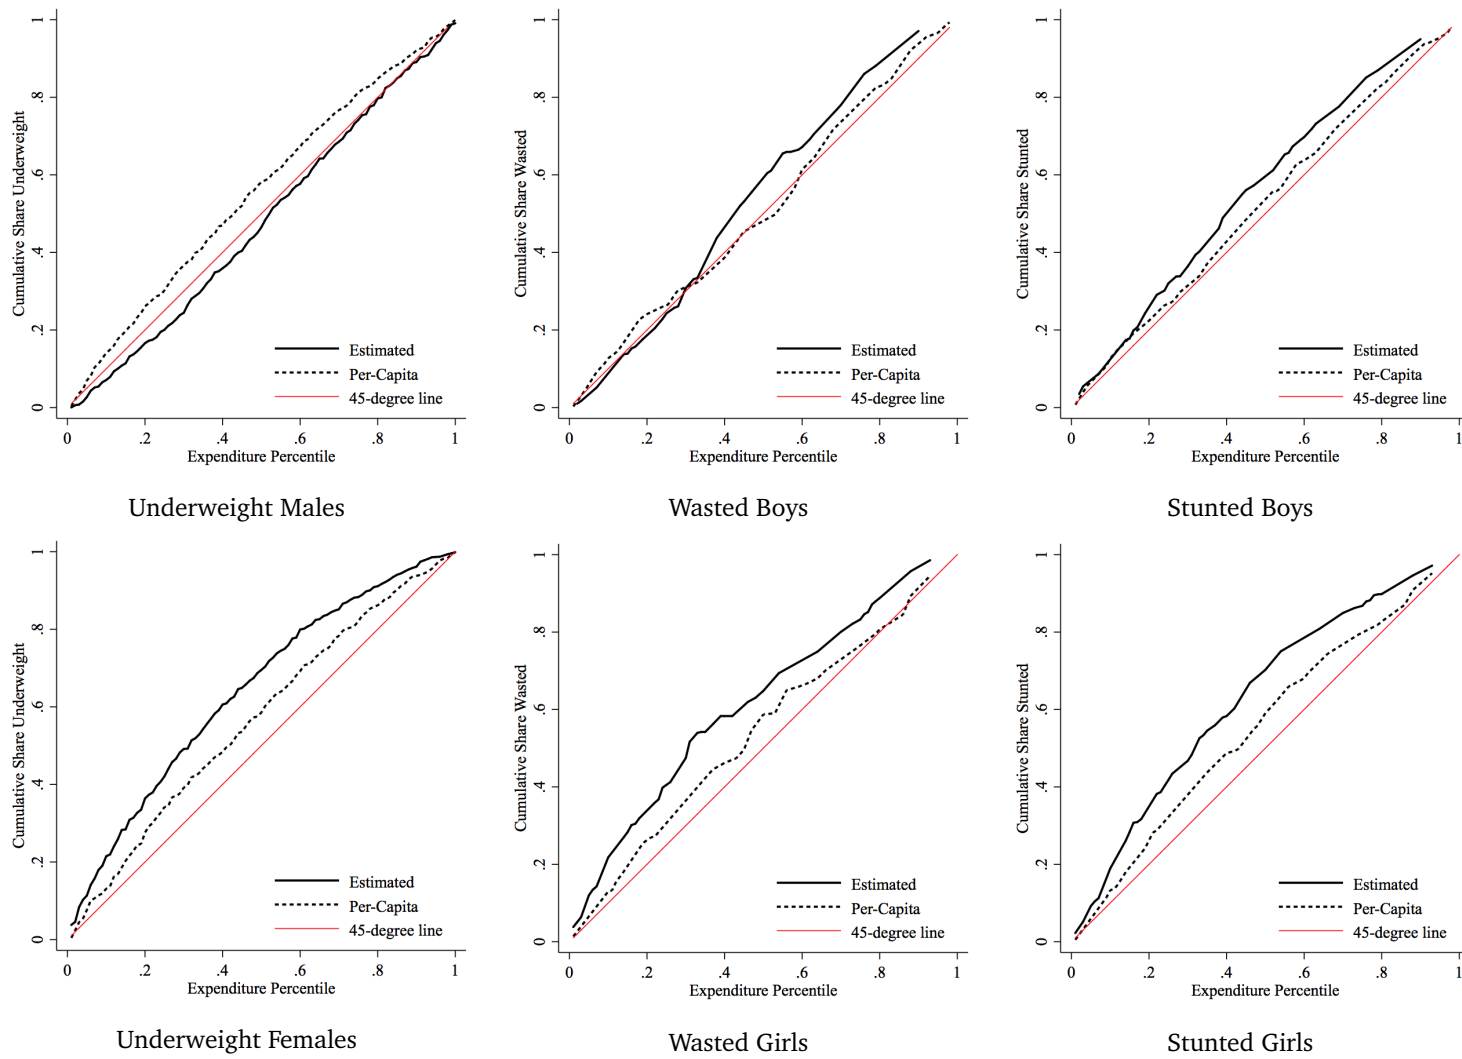 Cumulative Share Underweight
1
.8
.6
.4
.2
0
Estimated
Per-Capita
45-degree line
0 .2 .4 .6 .8 1
Expenditure Percentile
Underweight Males
Cumulative Share Wasted
1
.8
.6
.4
.2
0
Estimated
Per-Capita
45-degree line
0 .2 .4 .6 .8 1
Expenditure Percentile
Wasted Boys
Cumulative Share Stunted
1
.8
.6
.4
.2
0
Estimated
Per-Capita
45-degree line
0 .2 .4 .6 .8 1
Expenditure Percentile
Stunted Boys
Cumulative Share Underweight
1
.8
.6
.4
.2
0
Estimated
Per-Capita
45-degree line
0 .2 .4 .6 .8 1
Expenditure Percentile
Underweight Females
Cumulative Share Wasted
1
.8
.6
.4
.2
0
Estimated
Per-Capita
45-degree line
0 .2 .4 .6 .8 1
Expenditure Percentile
Wasted Girls
Cumulative Share Stunted
1
.8
.6
.4
.2
0
Estimated
Per-Capita
45-degree line
0 .2 .4 .6 .8 1
Expenditure Percentile
Stunted Girls